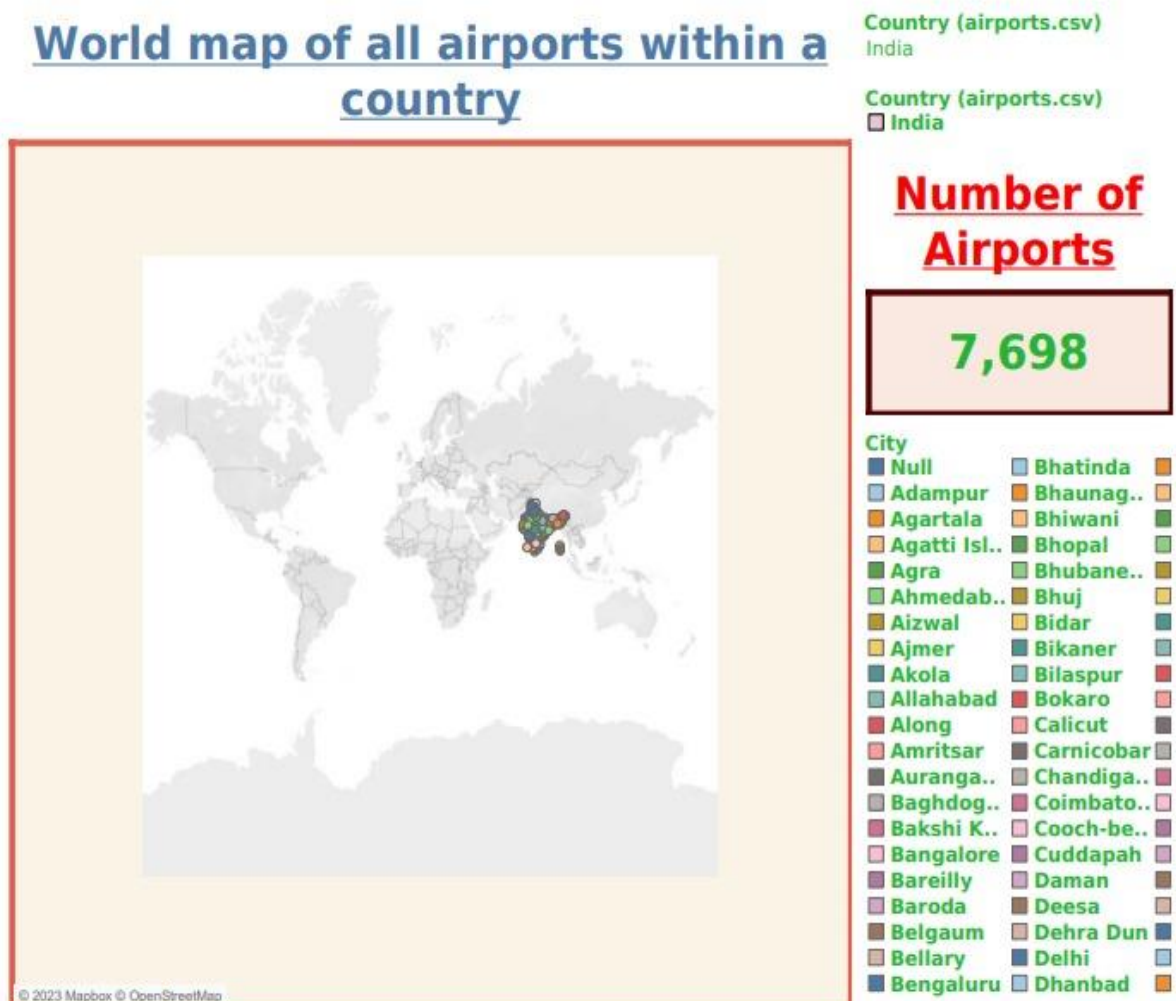 World map of all airports within a
country
Country (airports.csv)
India
Country (airports.csv)
India
Number of
Airports
7,698
City
Null
Adampur
Agartala
Agatti Isl..
Agra
Ahmedab..
Aizwal
Ajmer
Akola
Allahabad
Along
Amritsar
Auranga..
Baghdog..
Bakshi K..
Bangalore
Bareilly
Baroda
Belgaum
Bellary
Bengaluru
Bhatinda
Bhaunag..
Bhiwani
Bhopal
Bhubane..
Bhuj
Bidar
Bikaner
Bilaspur
Bokaro
Calicut
Carnicobar
Chandiga..
Coimbato..
Cooch-be..
Cuddapah
Daman
Deesa
Dehra Dun
Delhi
Dhanbad
© 2023 Mapbox © OpenStreetMap